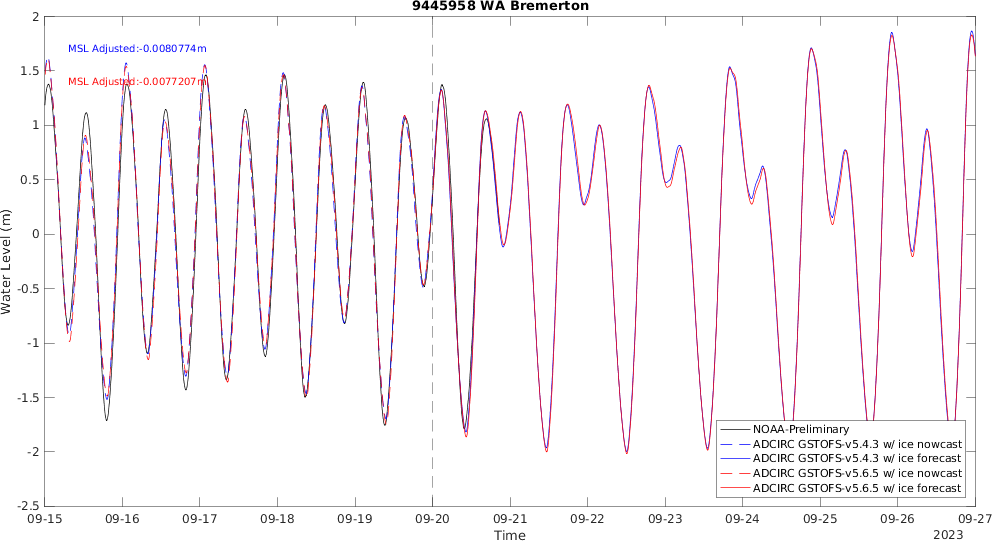 9445958 WA Bremerton
MSL Adjusted:-0.0080774m
MSL Adjusted:-0.0077207m
Water Level (m)
2
1.5
1
0.5
0
-0.5
-1
-1.5
-2
-2.5
NOAA-Preliminary
ADCIRC GSTOFS-v5.4.3 w/ ice nowcast
ADCIRC GSTOFS-v5.4.3 w/ ice forecast
ADCIRC GSTOFS-v5.6.5 w/ ice nowcast
ADCIRC GSTOFS-v5.6.5 w/ ice forecast
09-15 09-16 09-17 09-18 09-19 09-20 09-21 09-22 09-23 09-24 09-25 09-26 09-27
Time
2023